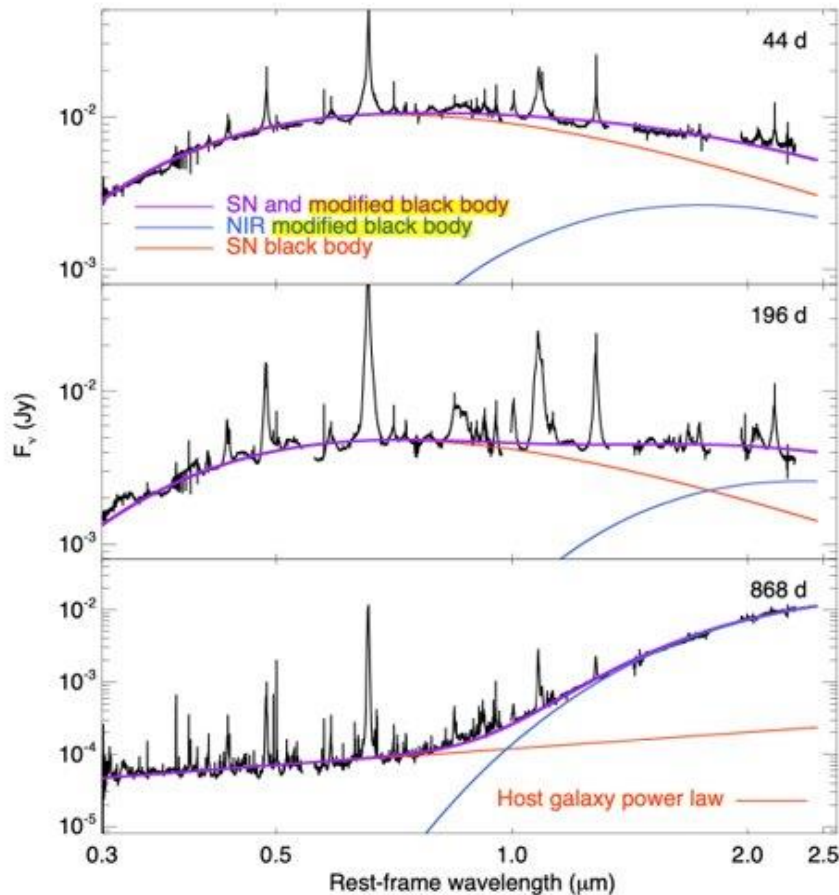 44 d
10⁻²
SN and modified black body
NIR modified black body
SN black body
10⁻³
196 d
10⁻²
F_ν (Jy)
10⁻³
868 d
10⁻²
10⁻³
10⁻⁴
Host galaxy power law
10⁻⁵
0.3 0.5 1.0 2.0 2.5
Rest-frame wavelength (μm)